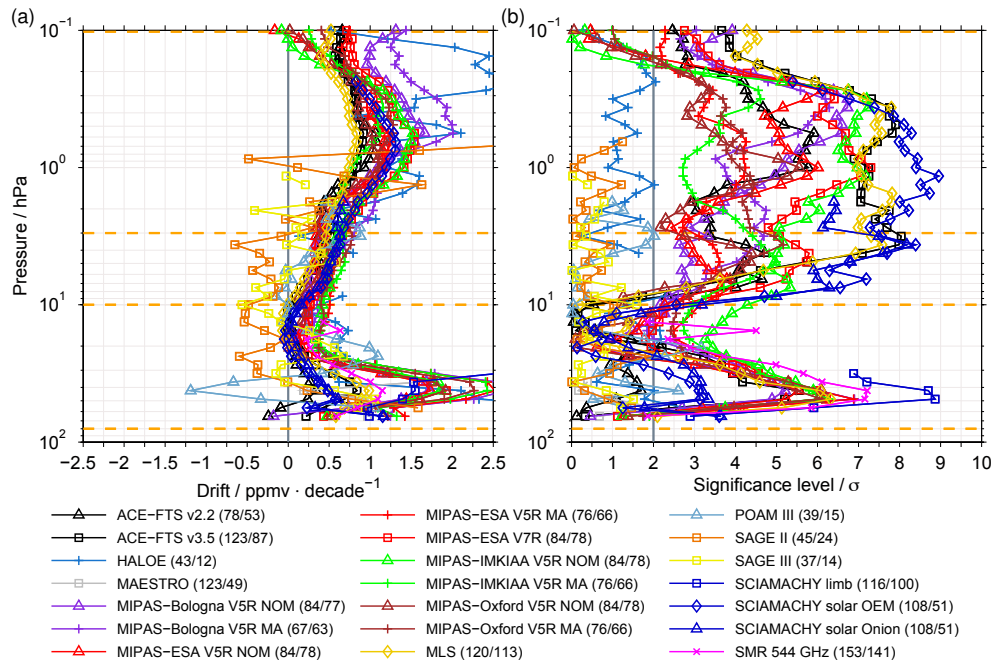 (a)
(b)
10⁻¹
10⁰
10¹
10²
Pressure / hPa
−2.5 −2 −1.5 −1 −0.5 0 0.5 1 1.5 2 2.5
Drift / ppmv · decade⁻¹
10⁻¹
10⁰
10¹
10²
0 1 2 3 4 5 6 7 8 9 10
Significance level / σ
ACE−FTS v2.2 (78/53)
ACE−FTS v3.5 (123/87)
HALOE (43/12)
MAESTRO (123/49)
MIPAS−Bologna V5R NOM (84/77)
MIPAS−Bologna V5R MA (67/63)
MIPAS−ESA V5R NOM (84/78)
MIPAS−ESA V5R MA (76/66)
MIPAS−ESA V7R (84/78)
MIPAS−IMKIAA V5R NOM (84/78)
MIPAS−IMKIAA V5R MA (76/66)
MIPAS−Oxford V5R NOM (84/78)
MIPAS−Oxford V5R MA (76/66)
MLS (120/113)
POAM III (39/15)
SAGE II (45/24)
SAGE III (37/14)
SCIAMACHY limb (116/100)
SCIAMACHY solar OEM (108/51)
SCIAMACHY solar Onion (108/51)
SMR 544 GHz (153/141)